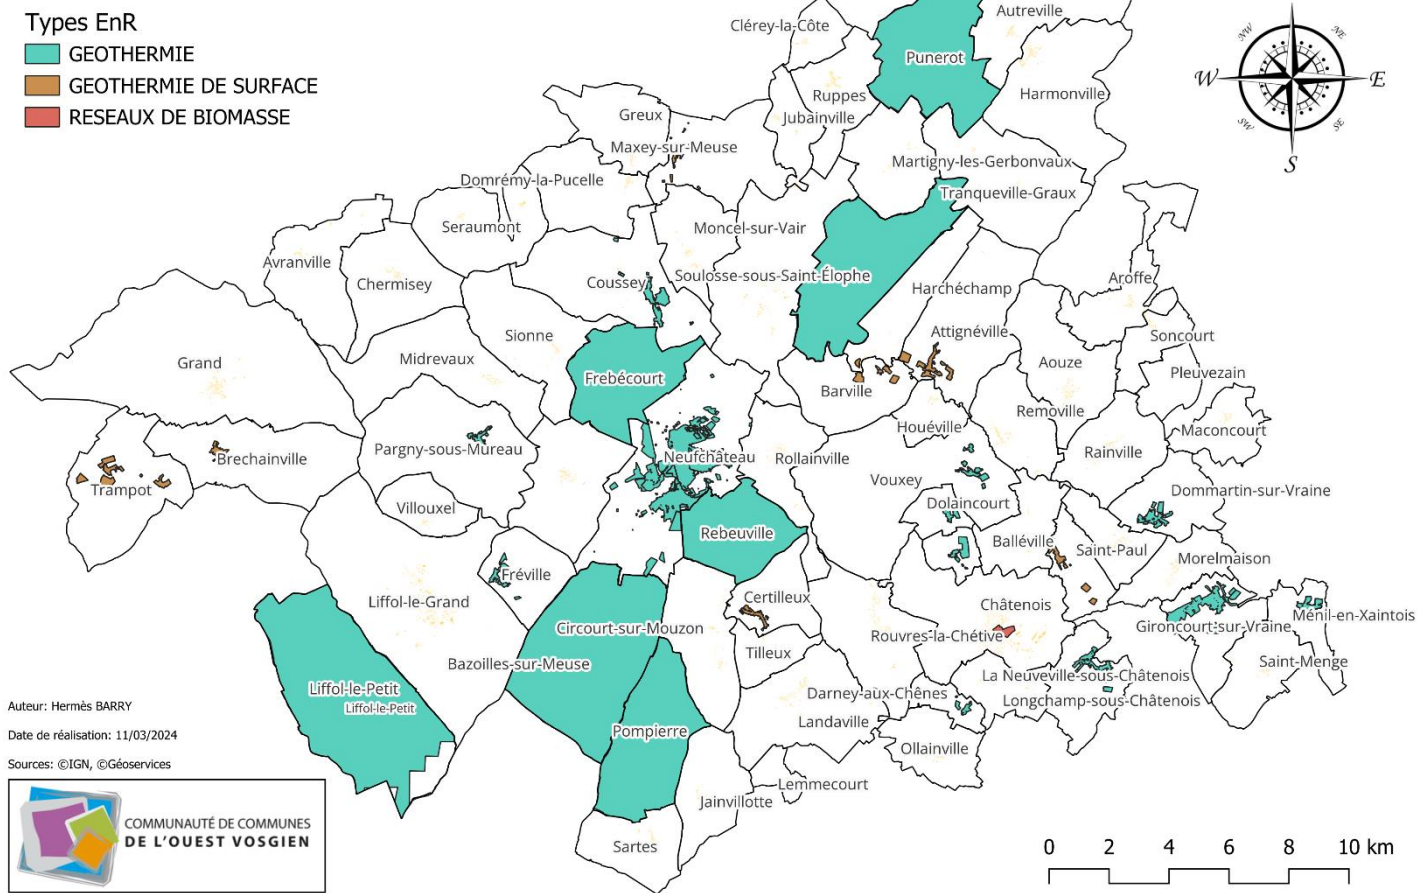 Types EnR
GEOTHERMIE
GEOTHERMIE DE SURFACE
RESEAUX DE BIOMASSE
Autreville
Clérey-la-Côte
Punerot
N
NW
NE
W
E
SW
SE
S
Ruppes
Harmonville
Greux
Jubainville
Maxey-sur-Meuse
Martigny-les-Gerbonvaux
Domrémy-la-Pucelle
Tranqueville-Graux
Seraumont
Moncel-sur-Vair
Avranville
Chermisey
Coussey
Soulosse-sous-Saint-Élophe
Aroffe
Harchéchamp
Sionne
Attignéville
Soncourt
Grand
Midrevaux
Aouze
Pleuvezain
Frebécourt
Barville
Removille
Houéville
Maconcourt
Pargny-sous-Mureau
Brechainville
Neufchâteau
Rollainville
Rainville
Trampot
Vouxey
Dommartin-sur-Vraine
Villouxel
Dolaincourt
Rebeuville
Balléville
Saint-Paul
Morelmaison
Fréville
Liffol-le-Grand
Certilleux
Châtenois
Ménil-en-Xaintois
Circourt-sur-Mouzon
Rouvres-la-Chétive
Gironcourt-sur-Vraine
Bazoilles-sur-Meuse
Tilleux
Saint-Menge
La Neuveville-sous-Châtenois
Liffol-le-Petit
Liffol-le-Petit
Darney-aux-Chênes
Longchamp-sous-Châtenois
Landaville
Pompierre
Ollainville
Lemmecourt
Jainvillotte
Sartes
Auteur: Hermès BARRY
Date de réalisation: 11/03/2024
Sources: ©IGN, ©Géoservices
COMMUNAUTÉ DE COMMUNES
DE L'OUEST VOSGIEN
0 2 4 6 8 10 km